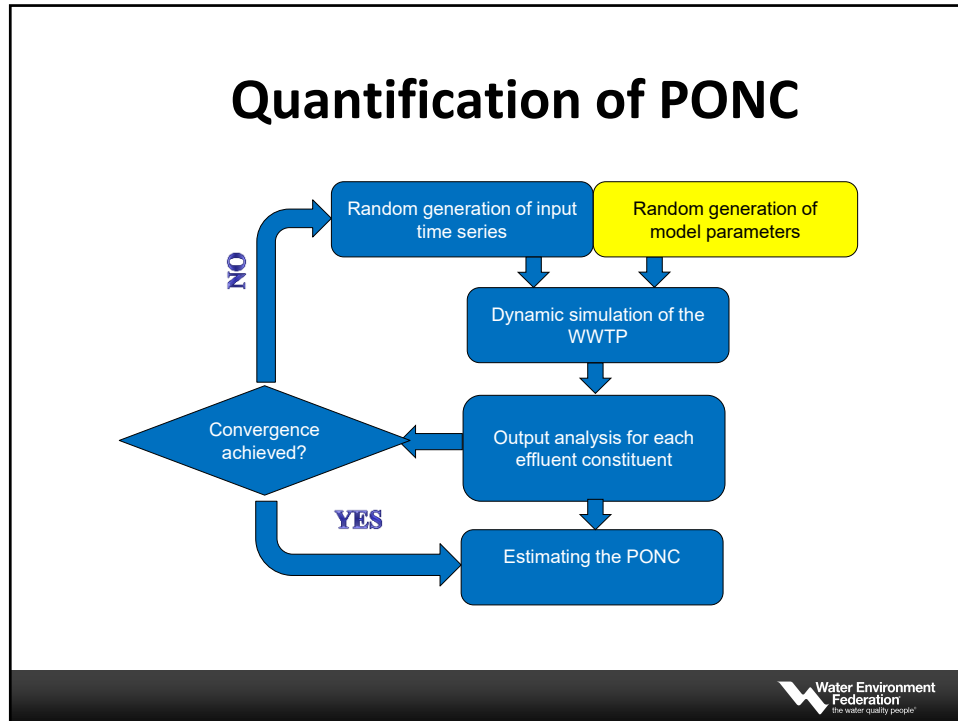 Quantification of PONC
Random generation of input
time series
Random generation of
model parameters
NO
Dynamic simulation of the
WWTP
Convergence
achieved?
Output analysis for each
effluent constituent
YES
Estimating the PONC
Water Environment
Federation
the water quality people®